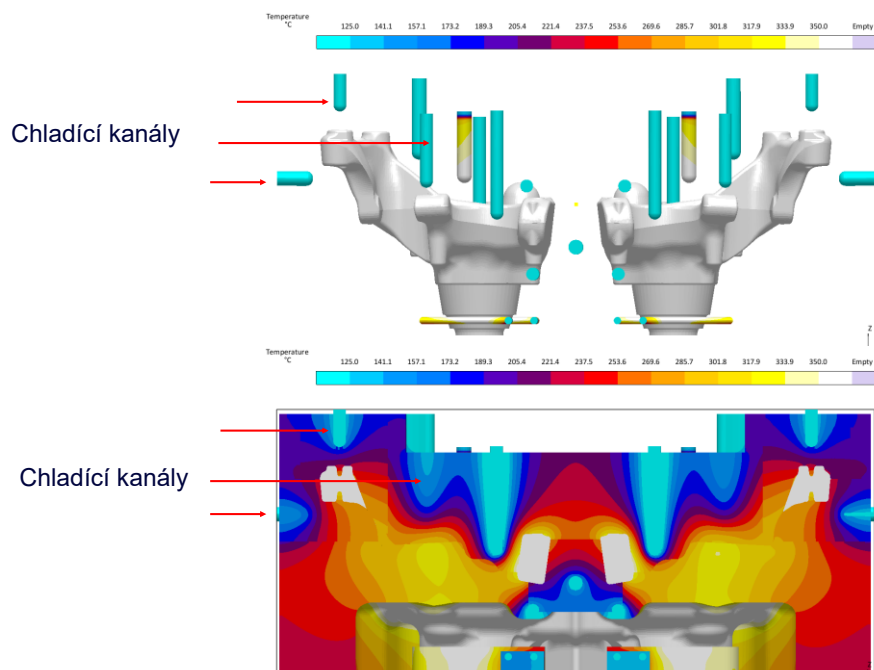 Temperature
°C
125.0 141.1 157.1 173.2 189.3 205.4 221.4 237.5 253.6 269.6 285.7 301.8 317.9 333.9 350.0 Empty
Chladící kanály
Z
Temperature
°C
125.0 141.1 157.1 173.2 189.3 205.4 221.4 237.5 253.6 269.6 285.7 301.8 317.9 333.9 350.0 Empty
Chladící kanály